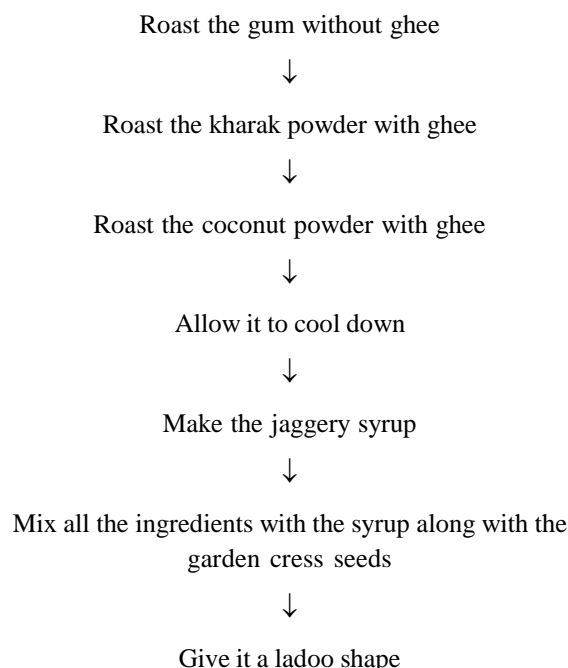 Roast the gum without ghee
↓
Roast the kharak powder with ghee
↓
Roast the coconut powder with ghee
↓
Allow it to cool down
↓
Make the jaggery syrup
↓
Mix all the ingredients with the syrup along with the
garden cress seeds
↓
Give it a ladoo shape